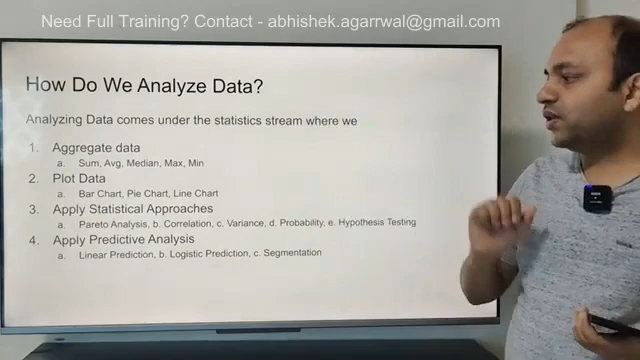 Need Full Training? Contact - abhishek.agarrwal@gmail.com
How Do We Analyze Data?
Analyzing Data comes under the statistics stream where we
1. Aggregate data
a. Sum, Avg, Median, Max, Min
2. Plot Data
a. Bar Chart, Pie Chart, Line Chart
3. Apply Statistical Approaches
a. Pareto Analysis, b. Correlation, c. Variance, d. Probability, e. Hypothesis Testing
4. Apply Predictive Analysis
a. Linear Prediction, b. Logistic Prediction, c. Segmentation